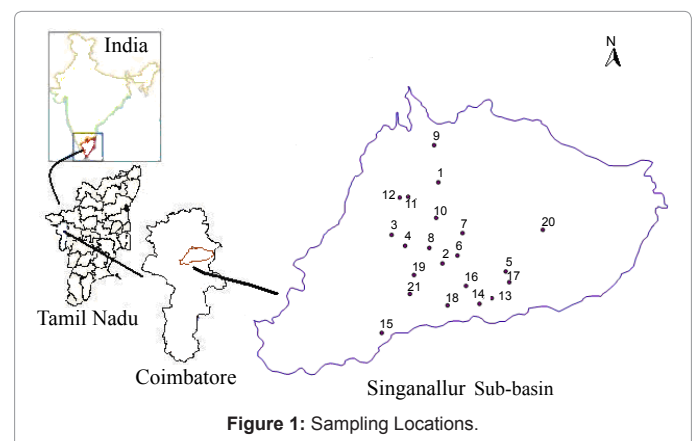 India
N
9
1
12 11
10
3 4 8 7 20
2 6
19 5
16 17
21 18 14 13
15
Tamil Nadu
Coimbatore
Singanallur Sub-basin
Figure 1: Sampling Locations.